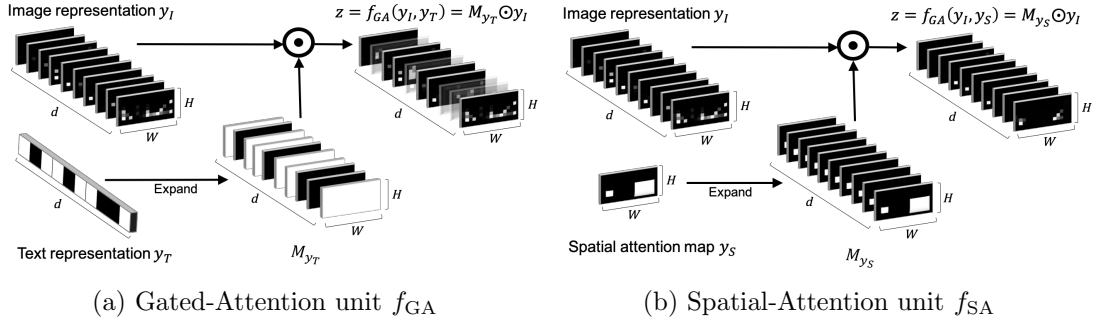 Image representation y_I
z = f_GA(y_I, y_T) = M_{y_T} ⊙ y_I
d
W
H
d
W
H
Expand
d
d
W
H
Text representation y_T
M_{y_T}
(a) Gated-Attention unit f_GA
Image representation y_I
z = f_GA(y_I, y_S) = M_{y_S} ⊙ y_I
d
W
H
d
W
H
H
W
Expand
d
W
H
Spatial attention map y_S
M_{y_S}
(b) Spatial-Attention unit f_SA